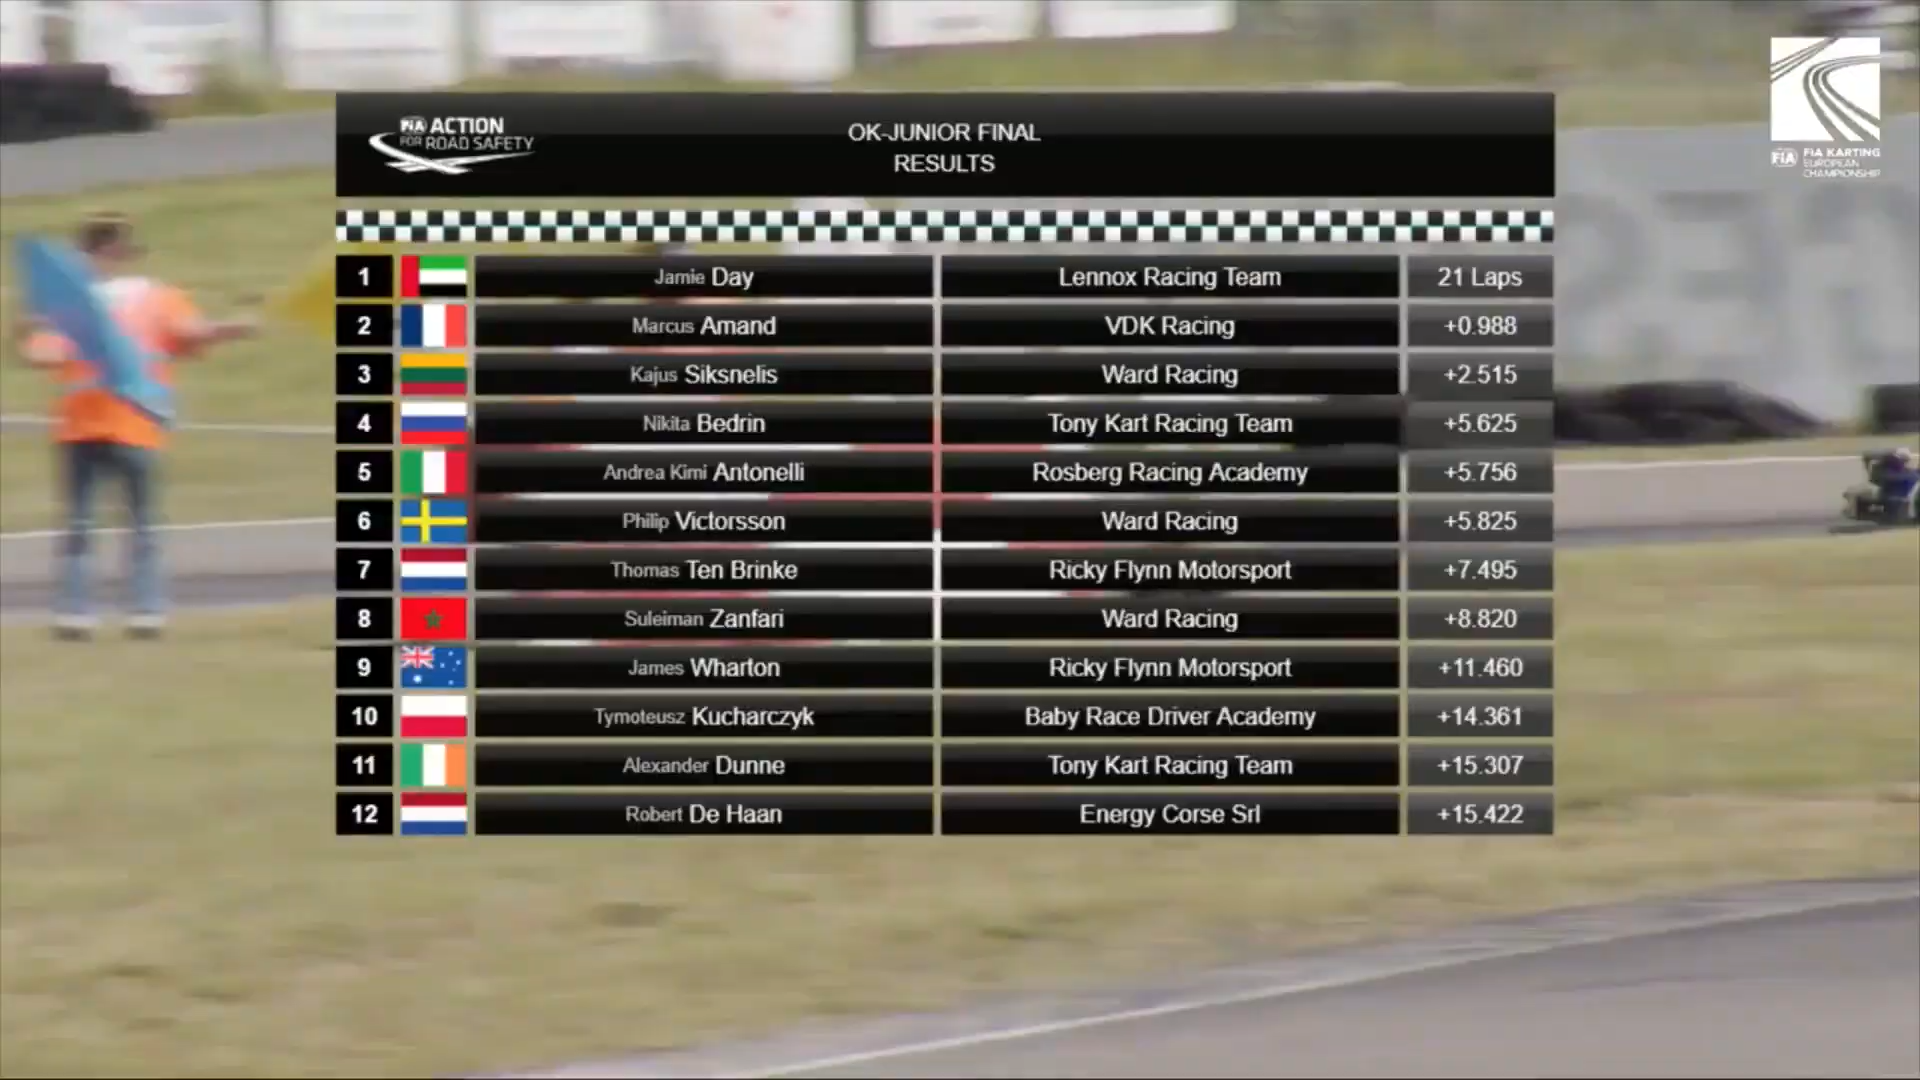 FIA ACTION
FOR ROAD SAFETY
OK-JUNIOR FINAL
RESULTS
FIA FIA KARTING
EUROPEAN
CHAMPIONSHIP
1 Jamie Day Lennox Racing Team 21 Laps
2 Marcus Amand VDK Racing +0.988
3 Kajus Siksnelis Ward Racing +2.515
4 Nikita Bedrin Tony Kart Racing Team +5.625
5 Andrea Kimi Antonelli Rosberg Racing Academy +5.756
6 Philip Victorsson Ward Racing +5.825
7 Thomas Ten Brinke Ricky Flynn Motorsport +7.495
8 Suleiman Zanfari Ward Racing +8.820
9 James Wharton Ricky Flynn Motorsport +11.460
10 Tymoteusz Kucharczyk Baby Race Driver Academy +14.361
11 Alexander Dunne Tony Kart Racing Team +15.307
12 Robert De Haan Energy Corse Srl +15.422